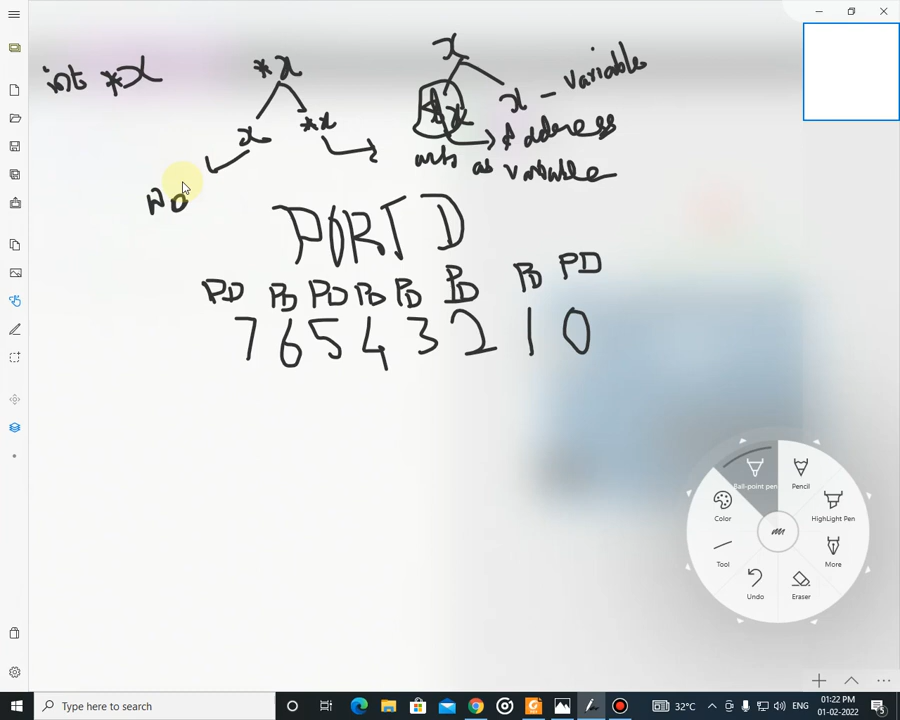 int *x
*x
x
x *x
&x x - variable
Address
acts as variable
PORT D
PD PD PD PD PD PD PD PD
7 6 5 4 3 2 1 0
Ball-point pen
Pencil
Color
HighLight Pen
Tool
More
Undo
Eraser
Type here to search
32°C
ENG
01:22 PM
01-02-2022
5